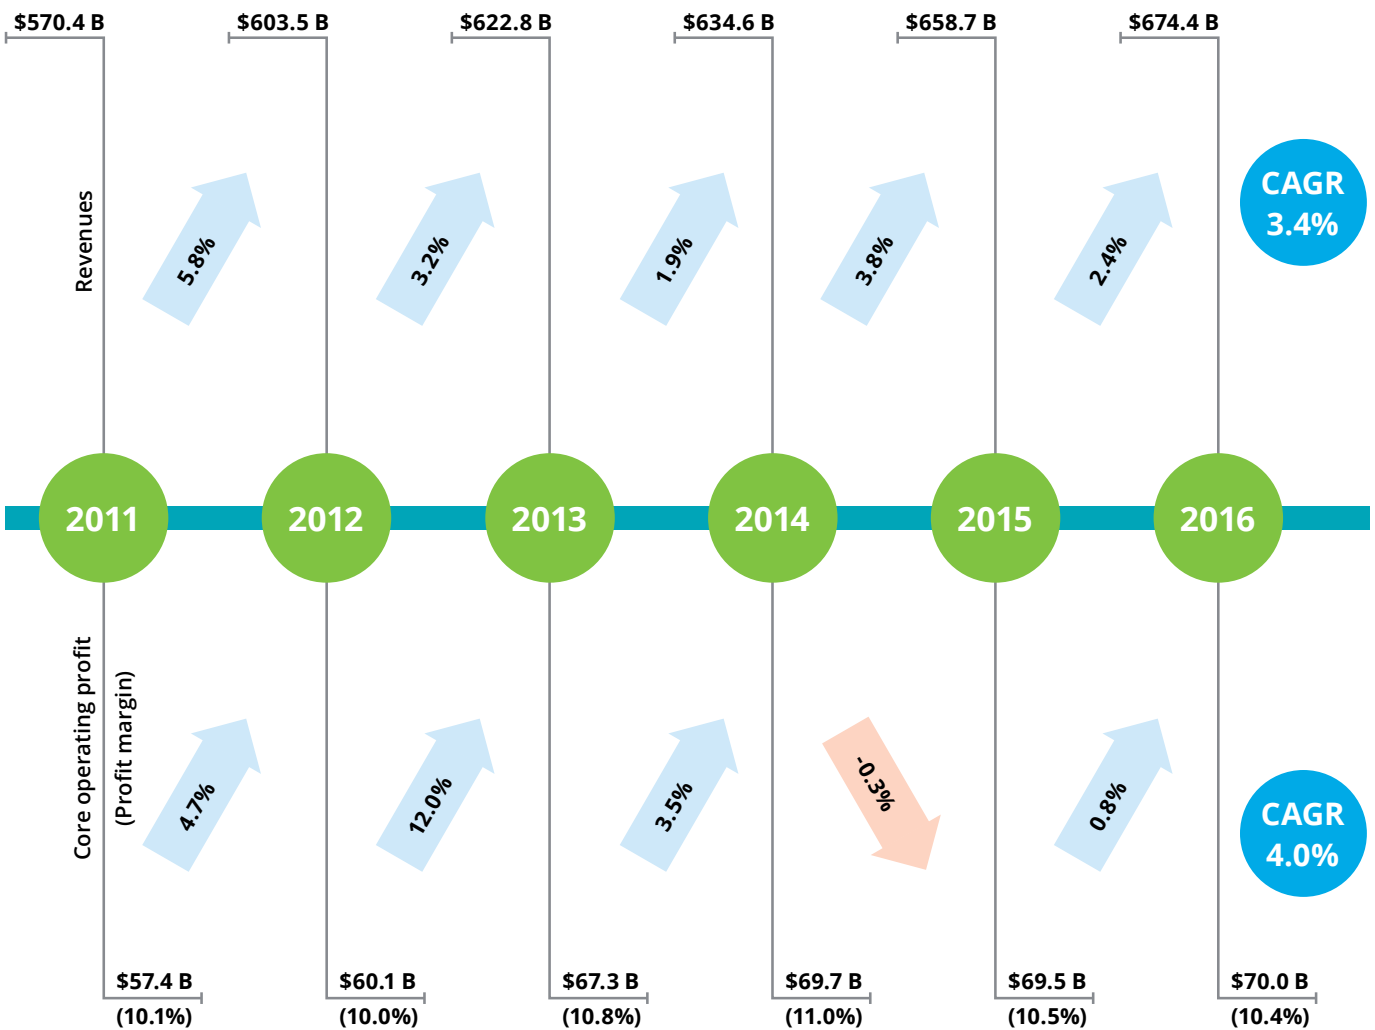 $570.4 B
$603.5 B
$622.8 B
$634.6 B
$658.7 B
$674.4 B
Revenues
5.8%
3.2%
1.9%
3.8%
2.4%
CAGR
3.4%
2011
2012
2013
2014
2015
2016
Core operating profit
(Profit margin)
4.7%
12.0%
3.5%
-0.3%
0.8%
CAGR
4.0%
$57.4 B
(10.1%)
$60.1 B
(10.0%)
$67.3 B
(10.8%)
$69.7 B
(11.0%)
$69.5 B
(10.5%)
$70.0 B
(10.4%)